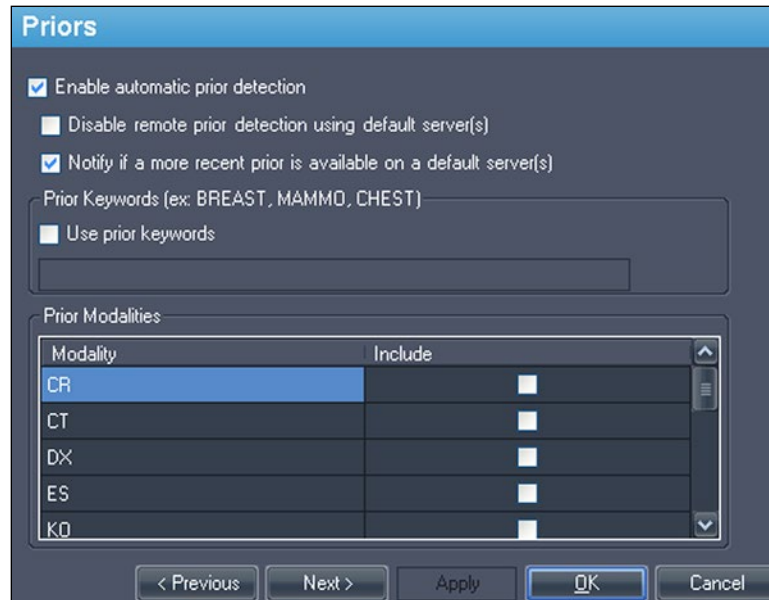 Priors
Enable automatic prior detection
Disable remote prior detection using default server(s)
Notify if a more recent prior is available on a default server(s)
Prior Keywords (ex: BREAST, MAMMO, CHEST)
Use prior keywords
Prior Modalities
Modality Include
CR
CT
DX
ES
KO
< Previous Next > Apply OK Cancel